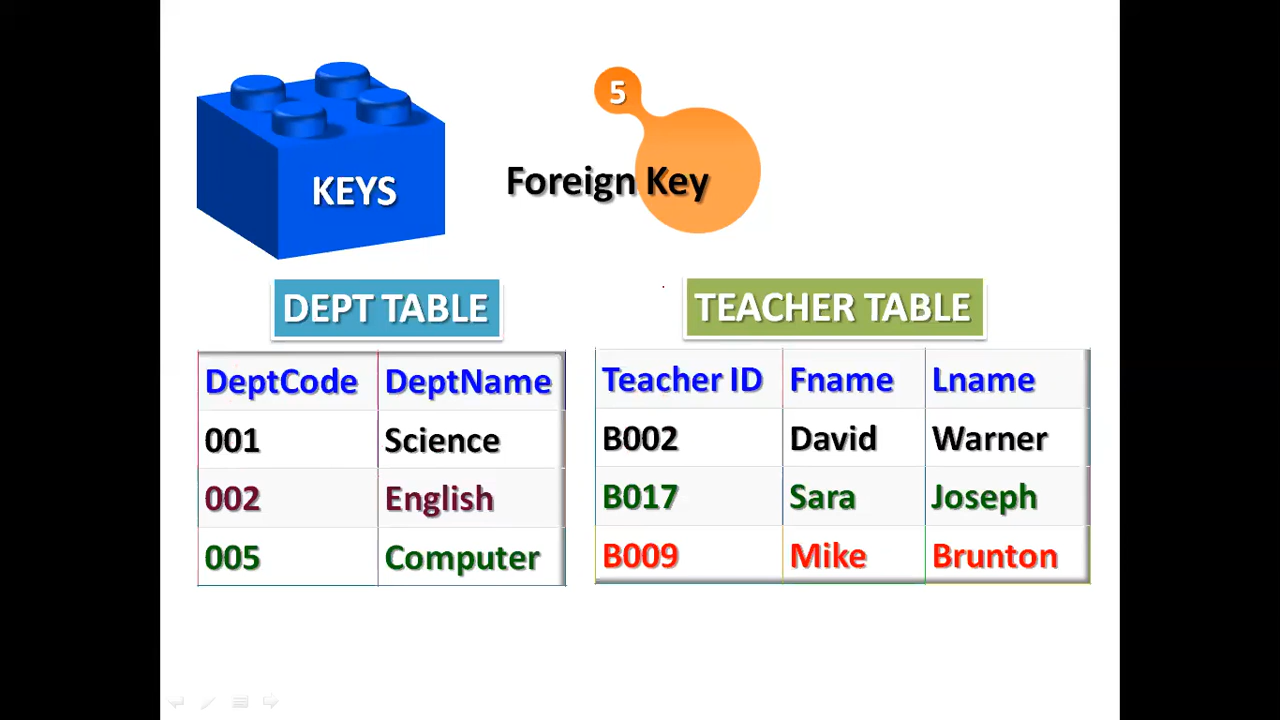 5
KEYS
Foreign Key
DEPT TABLE
DeptCode DeptName
001 Science
002 English
005 Computer
TEACHER TABLE
Teacher ID Fname Lname
B002 David Warner
B017 Sara Joseph
B009 Mike Brunton